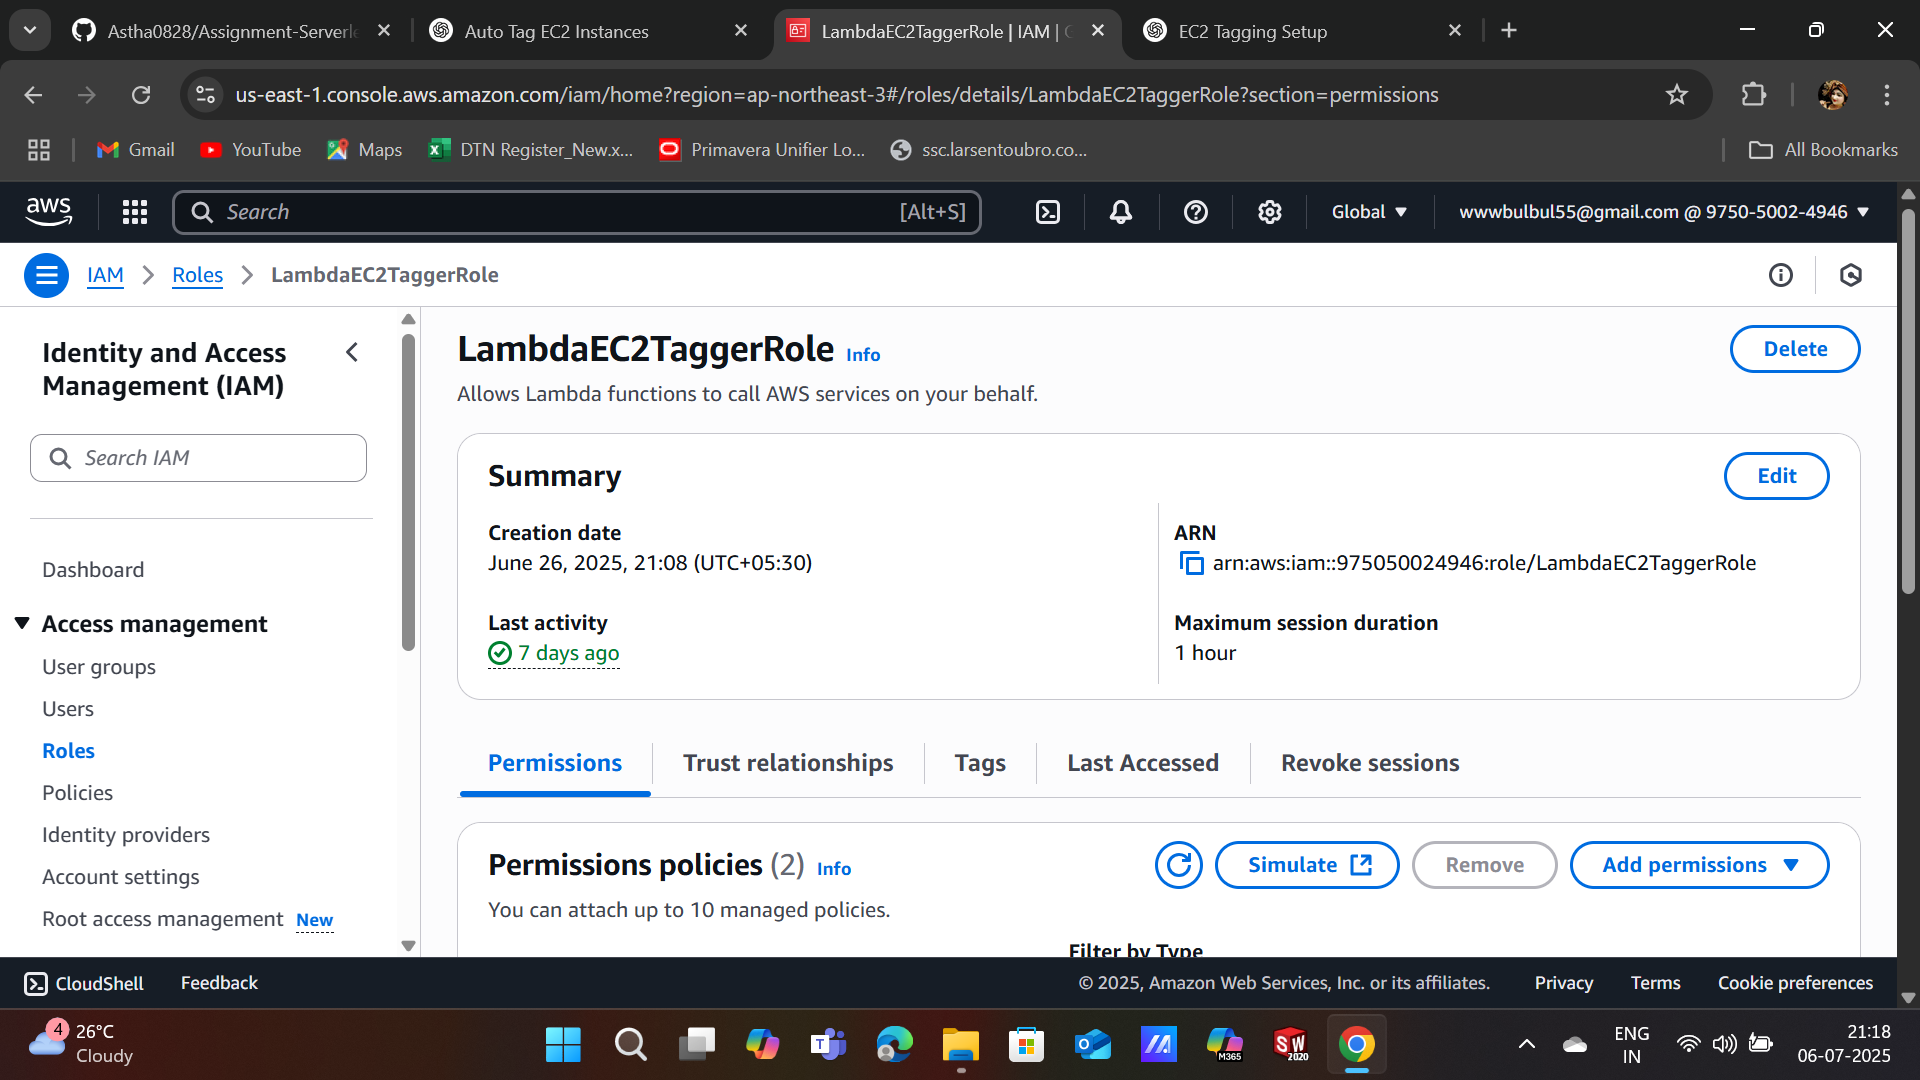 Astha0828/Assignment-Serverle
Auto Tag EC2 Instances
LambdaEC2TaggerRole | IAM |
EC2 Tagging Setup
us-east-1.console.aws.amazon.com/iam/home?region=ap-northeast-3#/roles/details/LambdaEC2TaggerRole?section=permissions
Gmail
YouTube
Maps
DTN Register_New.x...
Primavera Unifier Lo...
ssc.larsentoubro.co...
All Bookmarks
aws
Search
[Alt+S]
Global
wwwbulbul55@gmail.com @ 9750-5002-4946
IAM
Roles
LambdaEC2TaggerRole
Identity and Access
Management (IAM)
Search IAM
Dashboard
Access management
User groups
Users
Roles
Policies
Identity providers
Account settings
Root access management New
LambdaEC2TaggerRole Info
Delete
Allows Lambda functions to call AWS services on your behalf.
Summary
Edit
Creation date
June 26, 2025, 21:08 (UTC+05:30)
ARN
arn:aws:iam::975050024946:role/LambdaEC2TaggerRole
Last activity
7 days ago
Maximum session duration
1 hour
Permissions
Trust relationships
Tags
Last Accessed
Revoke sessions
Permissions policies (2) Info
Simulate
Remove
Add permissions
You can attach up to 10 managed policies.
Filter by Type
CloudShell
Feedback
© 2025, Amazon Web Services, Inc. or its affiliates.
Privacy
Terms
Cookie preferences
4
26°C
Cloudy
M365
SW
2020
ENG
IN
21:18
06-07-2025